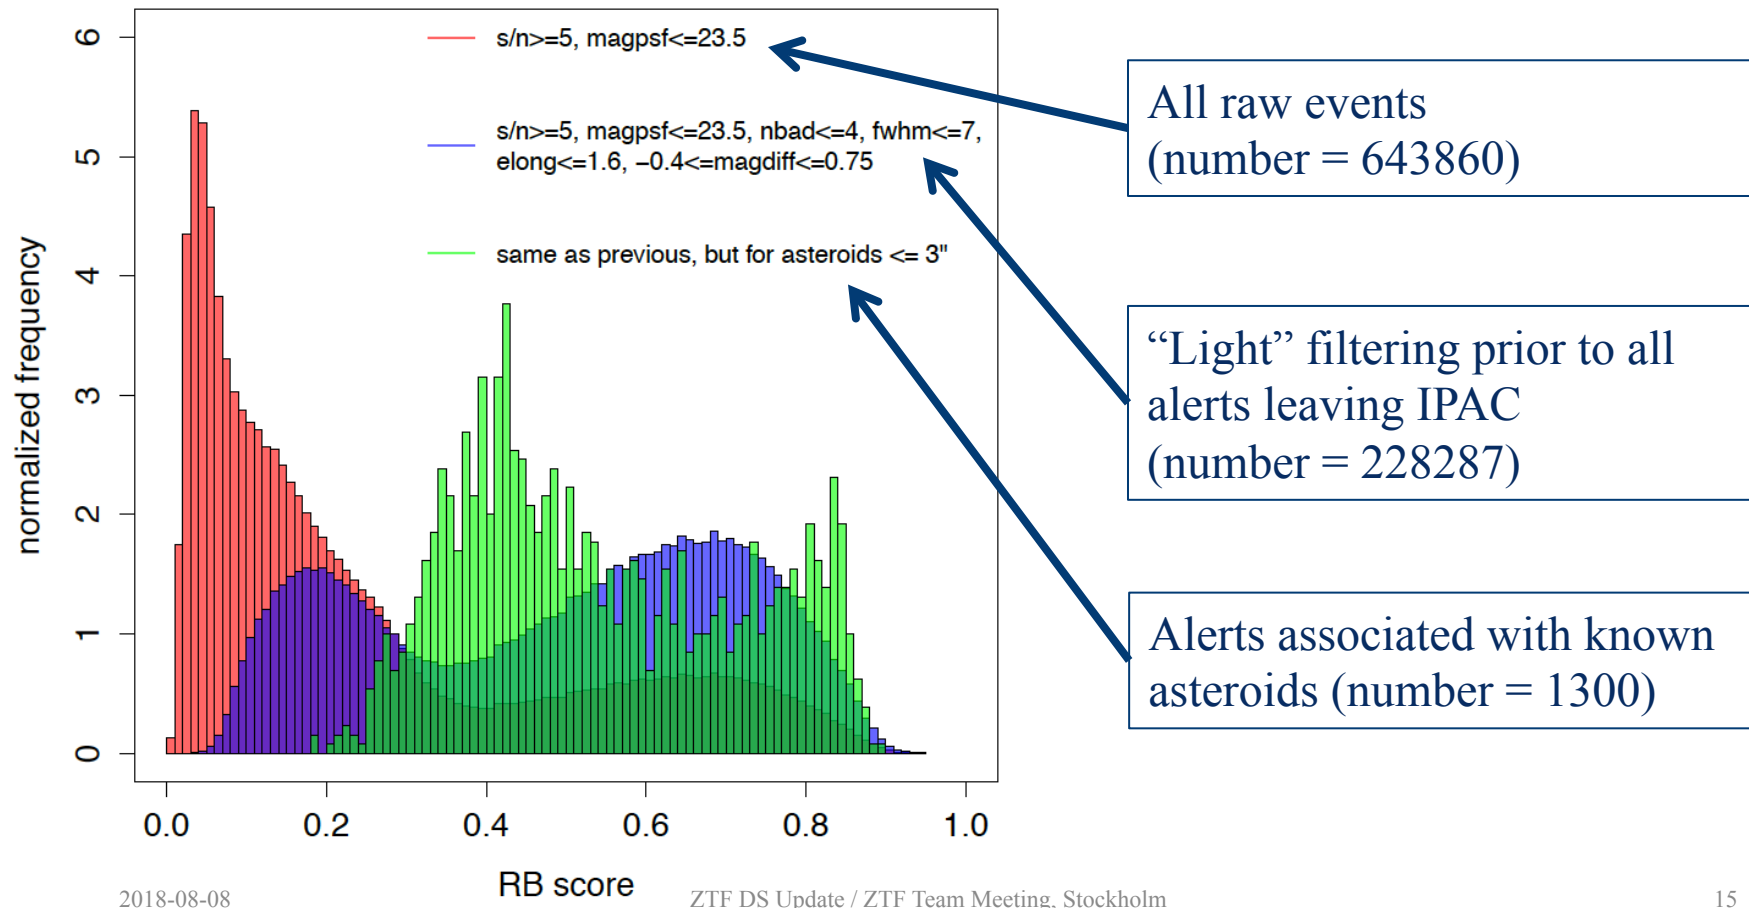 s/n>=5, magpsf<=23.5
s/n>=5, magpsf<=23.5, nbad<=4, fwhm<=7,
elong<=1.6, −0.4<=magdiff<=0.75
same as previous, but for asteroids <= 3"
All raw events
(number = 643860)
“Light” filtering prior to all
alerts leaving IPAC
(number = 228287)
Alerts associated with known
asteroids (number = 1300)
normalized frequency
6
5
4
3
2
1
0
0.0 0.2 0.4 0.6 0.8 1.0
RB score
2018-08-08 ZTF DS Update / ZTF Team Meeting, Stockholm 15